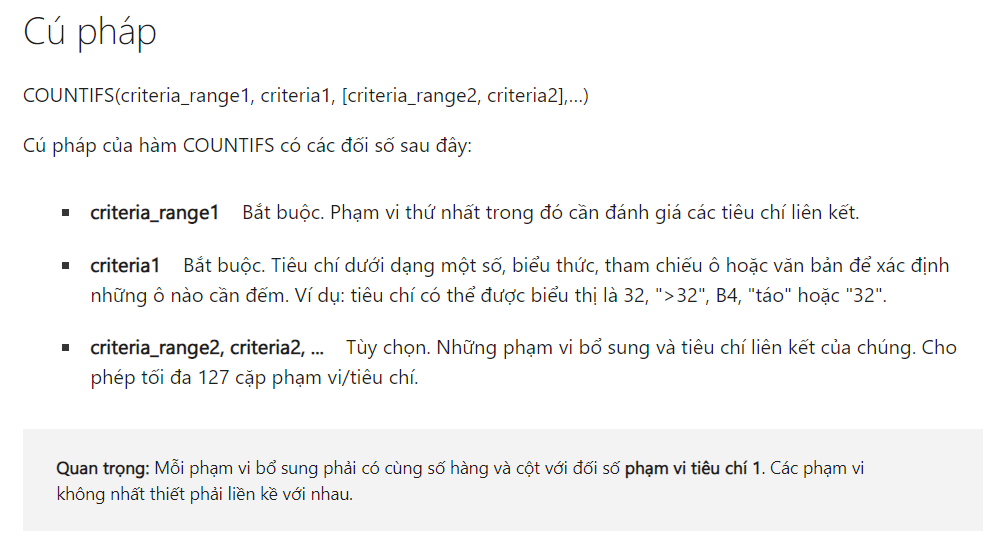 Cú pháp
COUNTIFS(criteria_range1, criteria1, [criteria_range2, criteria2],…)
Cú pháp của hàm COUNTIFS có các đối số sau đây:
criteria_range1 Bắt buộc. Phạm vi thứ nhất trong đó cần đánh giá các tiêu chí liên kết.
criteria1 Bắt buộc. Tiêu chí dưới dạng một số, biểu thức, tham chiếu ô hoặc văn bản để xác định
những ô nào cần đếm. Ví dụ: tiêu chí có thể được biểu thị là 32, ">32", B4, "táo" hoặc "32".
criteria_range2, criteria2, ... Tùy chọn. Những phạm vi bổ sung và tiêu chí liên kết của chúng. Cho
phép tối đa 127 cặp phạm vi/tiêu chí.
Quan trọng: Mỗi phạm vi bổ sung phải có cùng số hàng và cột với đối số phạm vi tiêu chí 1. Các phạm vi
không nhất thiết phải liền kề với nhau.